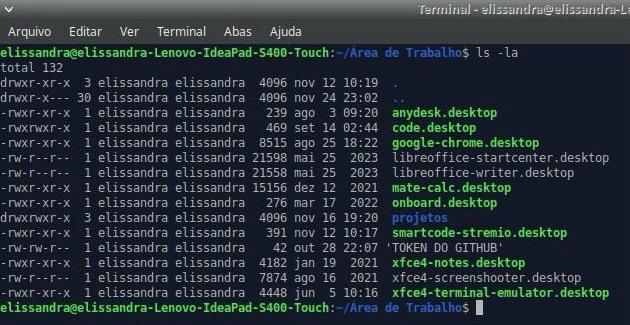 Terminal - elissandra@elissandra-L
Arquivo Editar Ver Terminal Abas Ajuda
elissandra@elissandra-Lenovo-IdeaPad-S400-Touch:~/Área de Trabalho$ ls -la
total 132
drwxr-xr-x 3 elissandra elissandra 4096 nov 12 10:19 .
drwxr-x--- 30 elissandra elissandra 4096 nov 24 23:02 ..
-rwxr-xr-x 1 elissandra elissandra 239 ago 3 09:20 anydesk.desktop
-rwxrwxr-x 1 elissandra elissandra 469 set 14 02:44 code.desktop
-rwxr-xr-x 1 elissandra elissandra 8515 ago 25 18:22 google-chrome.desktop
-rw-r--r-- 1 elissandra elissandra 21598 mai 25 2023 libreoffice-startcenter.desktop
-rw-r--r-- 1 elissandra elissandra 21558 mai 25 2023 libreoffice-writer.desktop
-rwxr-xr-x 1 elissandra elissandra 15156 dez 12 2021 mate-calc.desktop
-rwxr-xr-x 1 elissandra elissandra 276 mar 17 2022 onboard.desktop
drwxrwxr-x 3 elissandra elissandra 4096 nov 16 19:20 projetos
-rwxr-xr-x 1 elissandra elissandra 391 nov 12 10:17 smartcode-stremio.desktop
-rw-rw-r-- 1 elissandra elissandra 42 out 28 22:07 'TOKEN DO GITHUB'
-rwxr-xr-x 1 elissandra elissandra 4182 jan 19 2021 xfce4-notes.desktop
-rw-r--r-- 1 elissandra elissandra 7874 ago 16 2021 xfce4-screenshooter.desktop
-rwxr-xr-x 1 elissandra elissandra 4448 jun 5 10:16 xfce4-terminal-emulator.desktop
elissandra@elissandra-Lenovo-IdeaPad-S400-Touch:~/Área de Trabalho$